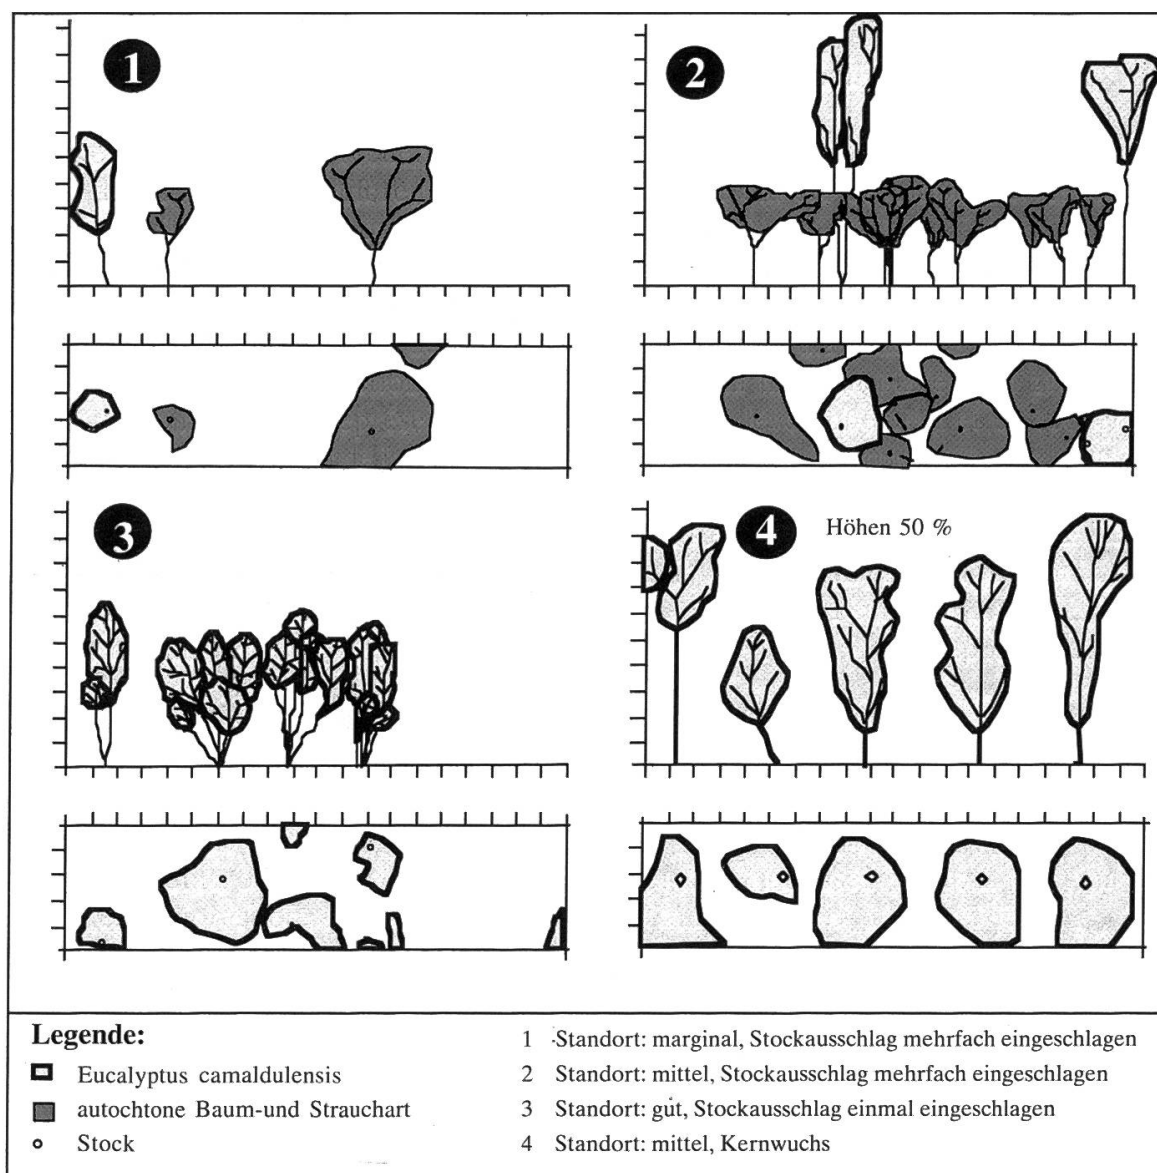 1
2
3
4
Höhen 50 %
Legende:
Eucalyptus camaldulensis
autochtone Baum-und Strauchart
Stock
1 Standort: marginal, Stockausschlag mehrfach eingeschlagen
2 Standort: mittel, Stockausschlag mehrfach eingeschlagen
3 Standort: gut, Stockausschlag einmal eingeschlagen
4 Standort: mittel, Kernwuchs